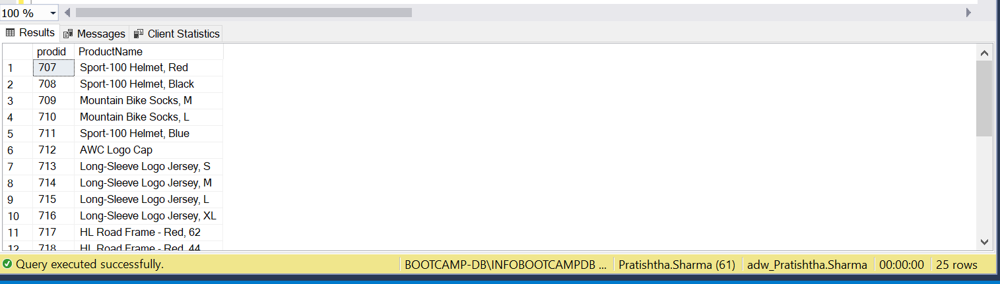 100 %
Results Messages Client Statistics
prodid ProductName
1 707 Sport-100 Helmet, Red
2 708 Sport-100 Helmet, Black
3 709 Mountain Bike Socks, M
4 710 Mountain Bike Socks, L
5 711 Sport-100 Helmet, Blue
6 712 AWC Logo Cap
7 713 Long-Sleeve Logo Jersey, S
8 714 Long-Sleeve Logo Jersey, M
9 715 Long-Sleeve Logo Jersey, L
10 716 Long-Sleeve Logo Jersey, XL
11 717 HL Road Frame - Red, 62
12 718 HL Road Frame - Red, 44
Query executed successfully. BOOTCAMP-DB\INFOBOOTCAMPDB ... Pratishtha.Sharma (61) adw_Pratishtha.Sharma 00:00:00 25 rows